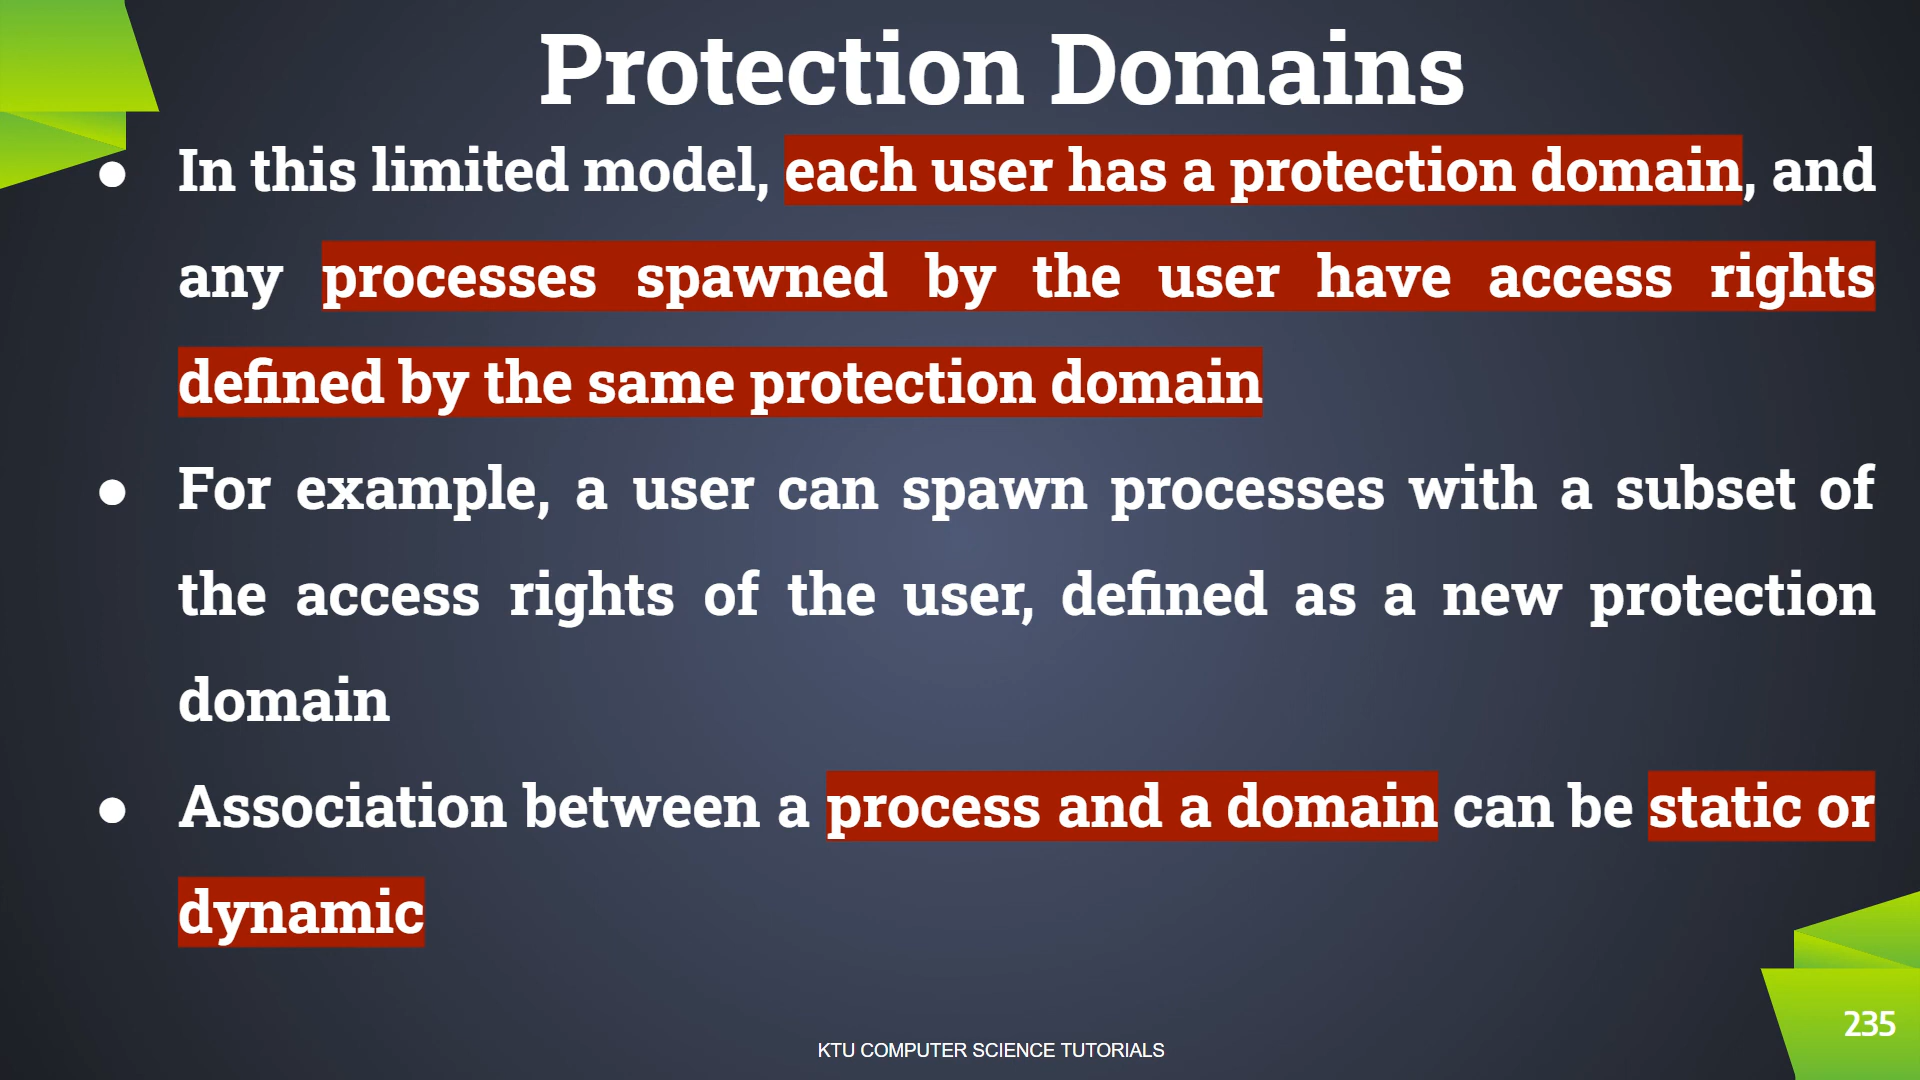 Protection Domains
● In this limited model, each user has a protection domain, and
any processes spawned by the user have access rights
defined by the same protection domain
● For example, a user can spawn processes with a subset of
the access rights of the user, defined as a new protection
domain
● Association between a process and a domain can be static or
dynamic
235
KTU COMPUTER SCIENCE TUTORIALS